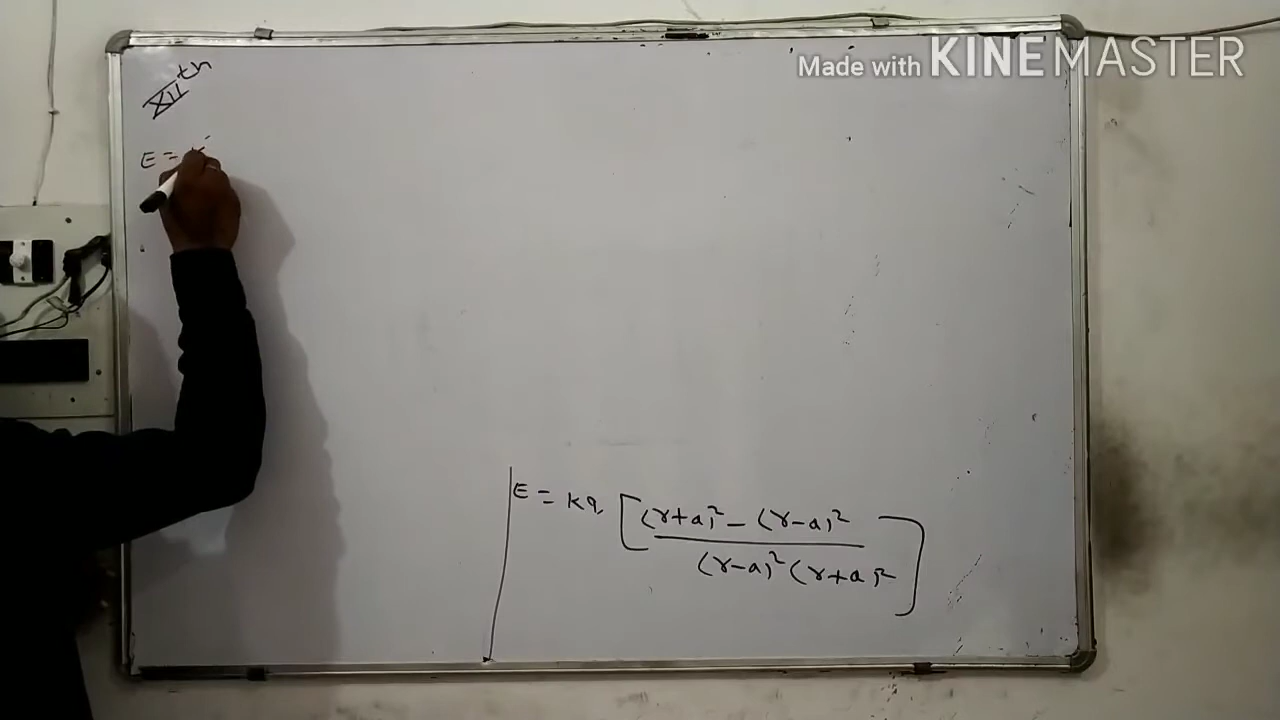 Made with KINEMASTER
XIIth
E =
E = kq [ (r+a)² - (r-a)² / (r-a)² (r+a)² ]